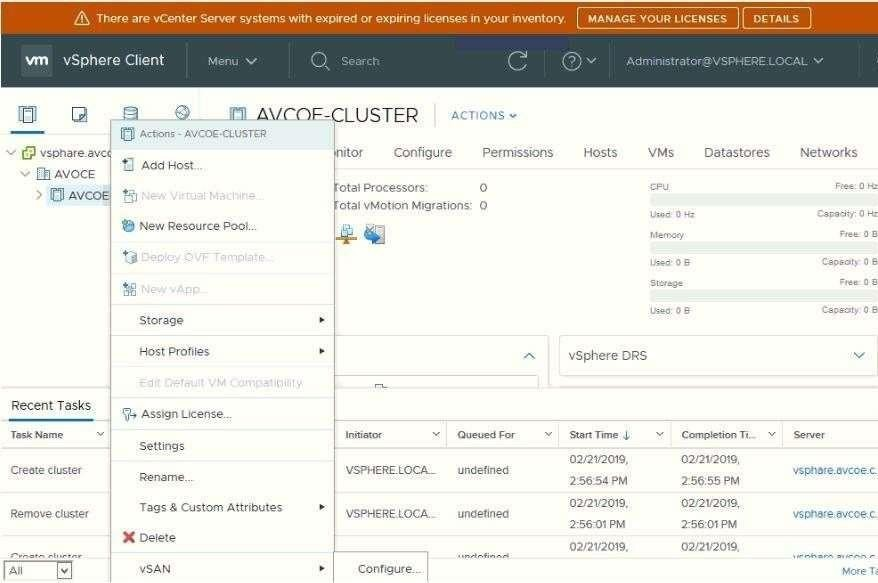 There are vCenter Server systems with expired or expiring licenses in your inventory. MANAGE YOUR LICENSES DETAILS
vm vSphere Client Menu Search Administrator@VSPHERE.LOCAL
AVCOE-CLUSTER ACTIONS
vsphare.avco
AVOCE
AVCOE
Actions - AVCOE-CLUSTER
Add Host...
New Virtual Machine...
New Resource Pool...
Deploy OVF Template...
New vApp...
Storage
Host Profiles
Edit Default VM Compatibility
Assign License...
Settings
Rename...
Tags & Custom Attributes
Delete
vSAN
Configure...
nitor Configure Permissions Hosts VMs Datastores Networks
Total Processors: 0
Total vMotion Migrations: 0
CPU Free: 0 Hz
Used: 0 Hz Capacity: 0 Hz
Memory Free: 0 B
Used: 0 B Capacity: 0 B
Storage Free: 0 B
Used: 0 B Capacity: 0 B
vSphere DRS
Recent Tasks
Task Name Initiator Queued For Start Time Completion Ti... Server
Create cluster VSPHERE.LOCA... undefined 02/21/2019, 2:56:54 PM 02/21/2019, 2:56:55 PM vsphare.avcoe.c
Remove cluster VSPHERE.LOCA... undefined 02/21/2019, 2:56:01 PM 02/21/2019, 2:56:01 PM vsphare.avcoe.c
Create cluster undefined 02/21/2019, 02/21/2019, vsphare.avcoe.c
All
More Ta